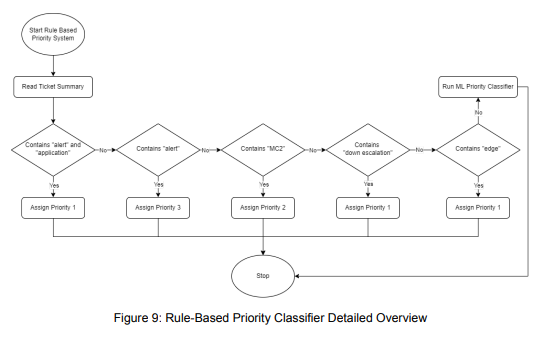 Start Rule Based
Priority System
Read Ticket Summary
Run ML Priority Classifier
No
Contains "alert" and
"application"
No
Contains "alert"
No
Contains "MC2"
No
Contains
"down escalation"
No
Contains "edge"
Yes
Yes
Yes
Yes
Yes
Assign Priority 1
Assign Priority 3
Assign Priority 2
Assign Priority 1
Assign Priority 1
Stop
Figure 9: Rule-Based Priority Classifier Detailed Overview